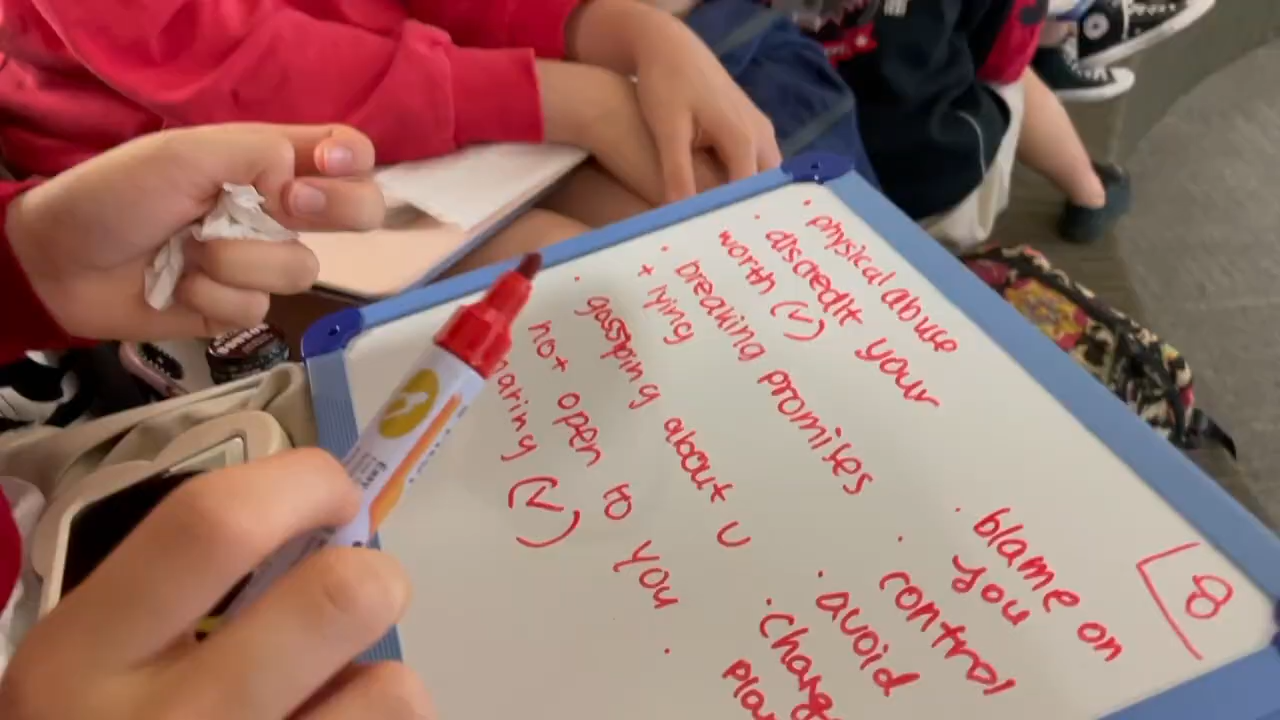 • physical abuse
• discredit your
worth (v)
• breaking promises
+ lying
• gossping about u
not open to you
(v)
8
• blame on
you
• control
• avoid